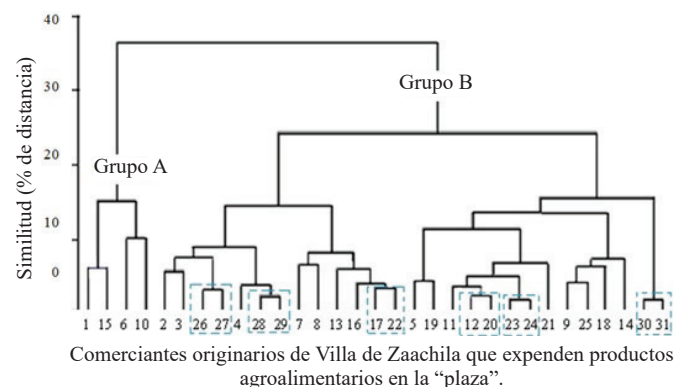 40
30
20
10
0
Similitud (% de distancia)
Grupo A
Grupo B
1 15 6 10 2 3 26 27 4 28 29 7 8 13 16 17 22 5 19 11 12 20 23 24 21 9 25 18 14 30 31
Comerciantes originarios de Villa de Zaachila que expenden productos
agroalimentarios en la “plaza”.